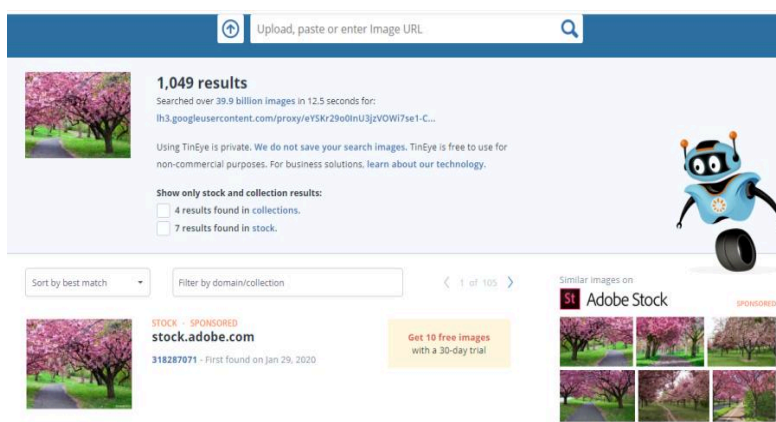 Upload, paste or enter Image URL
1,049 results
Searched over 39.9 billion images in 12.5 seconds for:
lh3.googleusercontent.com/proxy/eYSKr29o0InU3jzVOWi7se1-C...
Using TinEye is private. We do not save your search images. TinEye is free to use for
non-commercial purposes. For business solutions, learn about our technology.
Show only stock and collection results:
4 results found in collections.
7 results found in stock.
Sort by best match
Filter by domain/collection
1 of 105
STOCK - SPONSORED
stock.adobe.com
318287071 - First found on Jan 29, 2020
Get 10 free images
with a 30-day trial
Similar images on
St Adobe Stock
SPONSORED